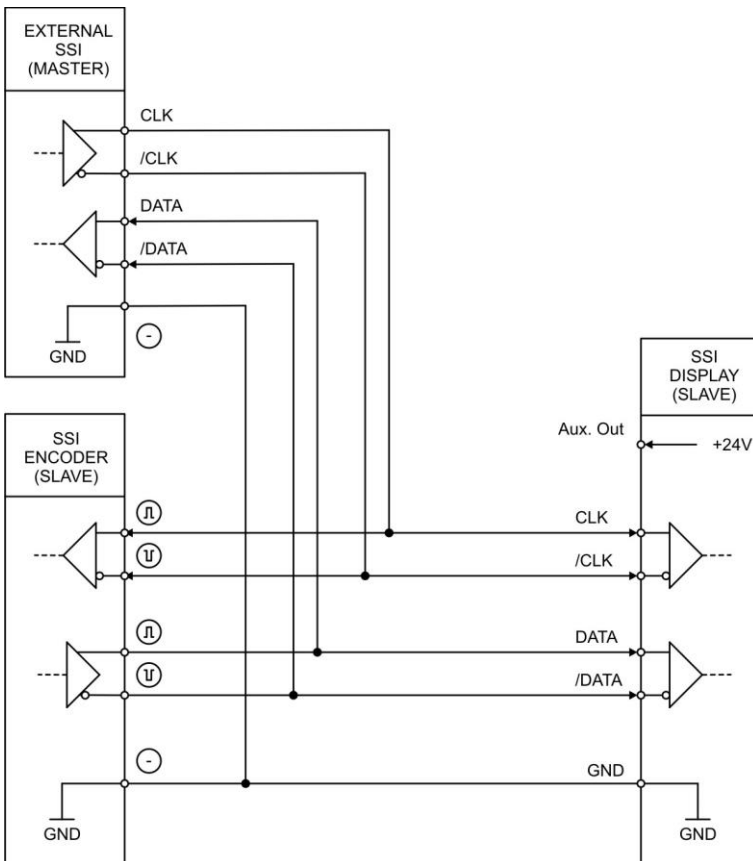 EXTERNAL
SSI
(MASTER)
CLK
/CLK
DATA
/DATA
-
GND
SSI
DISPLAY
(SLAVE)
Aux. Out
+24V
SSI
ENCODER
(SLAVE)
CLK
/CLK
DATA
/DATA
-
GND
GND
GND